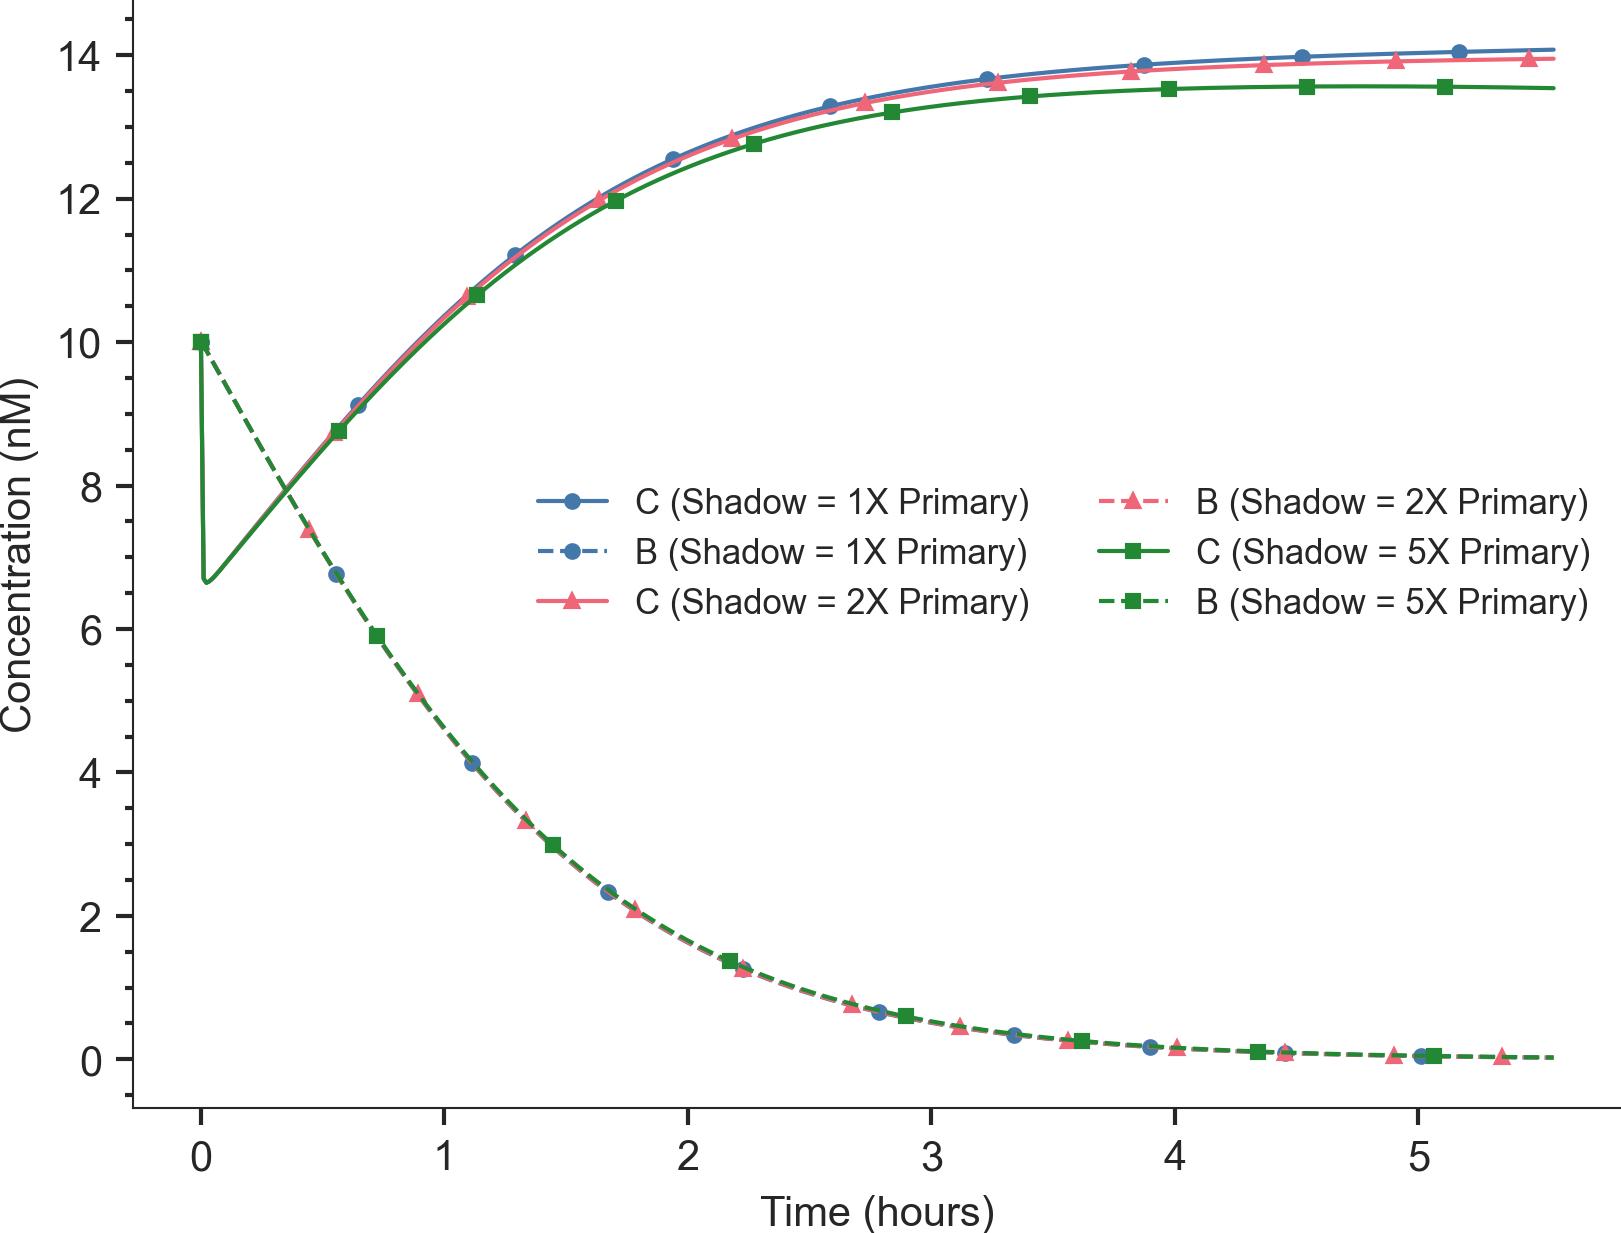 14
12
10
8
6
4
2
0
Concentration (nM)
C (Shadow = 1X Primary)
B (Shadow = 1X Primary)
C (Shadow = 2X Primary)
B (Shadow = 2X Primary)
C (Shadow = 5X Primary)
B (Shadow = 5X Primary)
0 1 2 3 4 5
Time (hours)